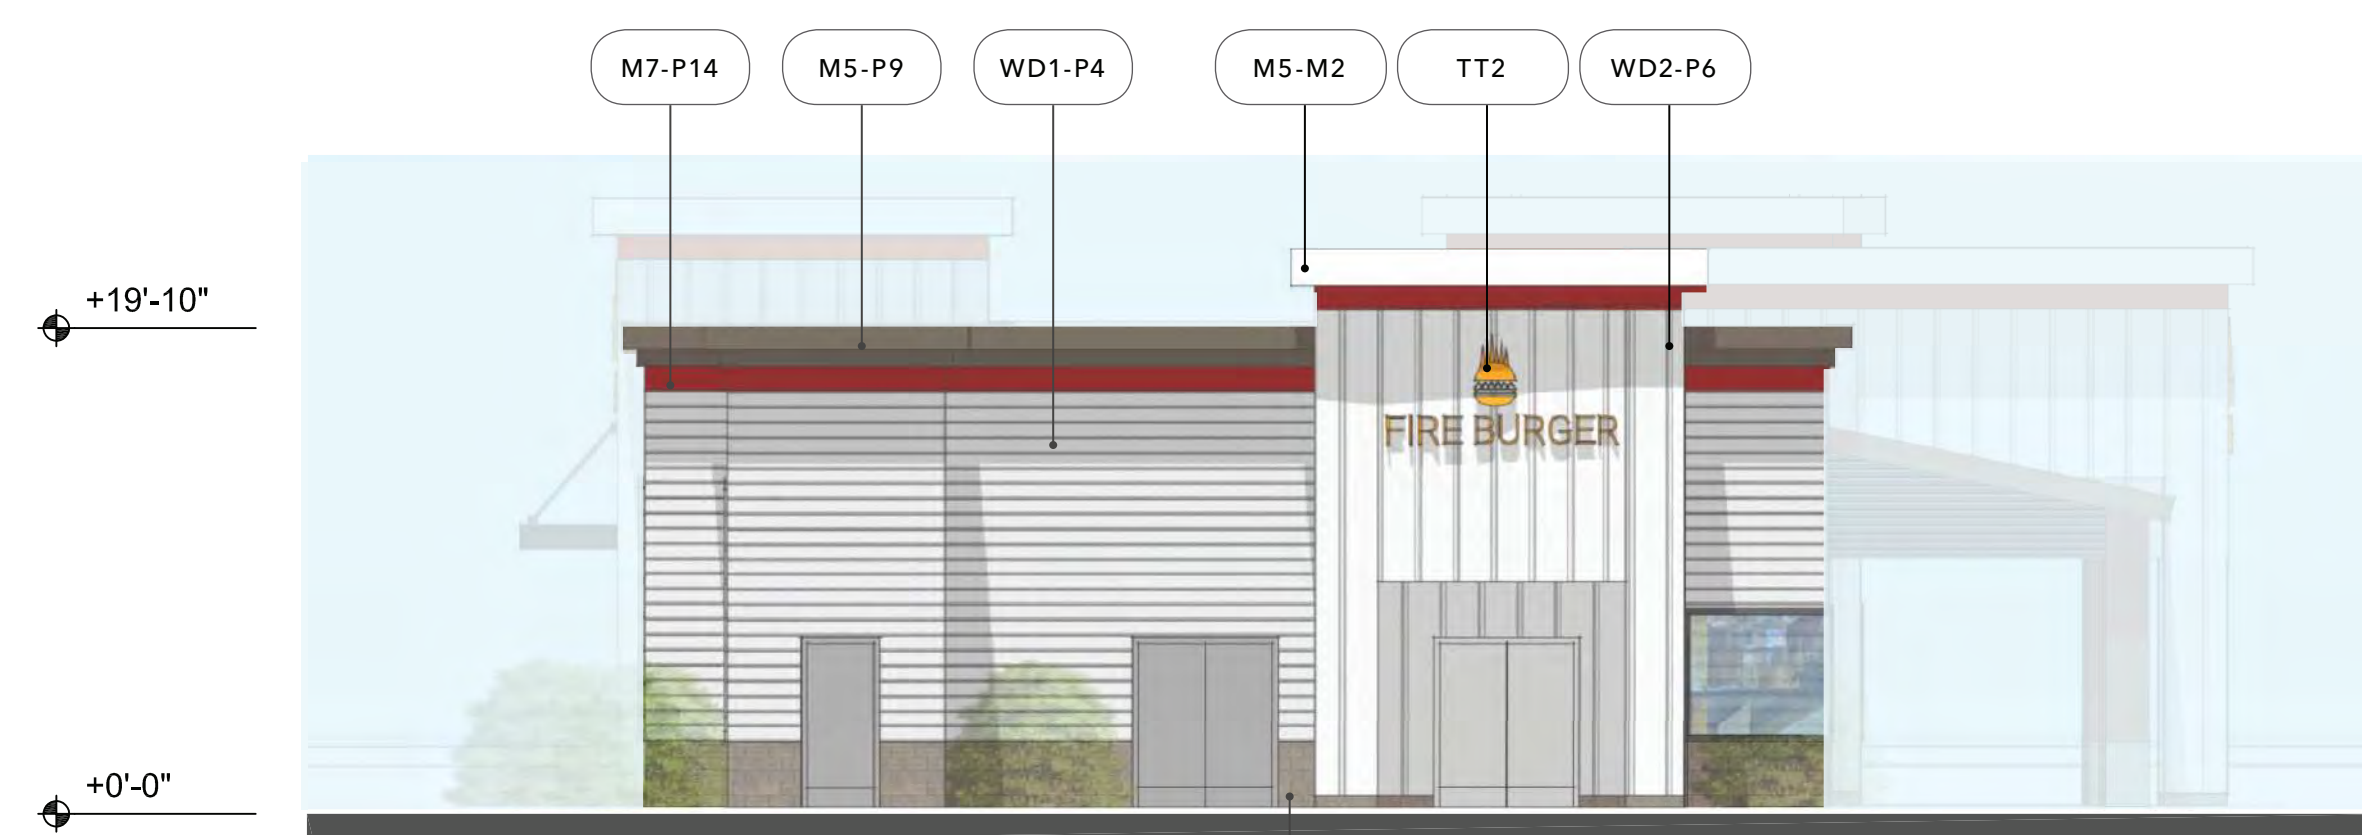 M7-P14
M5-P9
WD1-P4
M5-M2
TT2
WD2-P6
+19'-10"
FIRE BURGER
+0'-0"